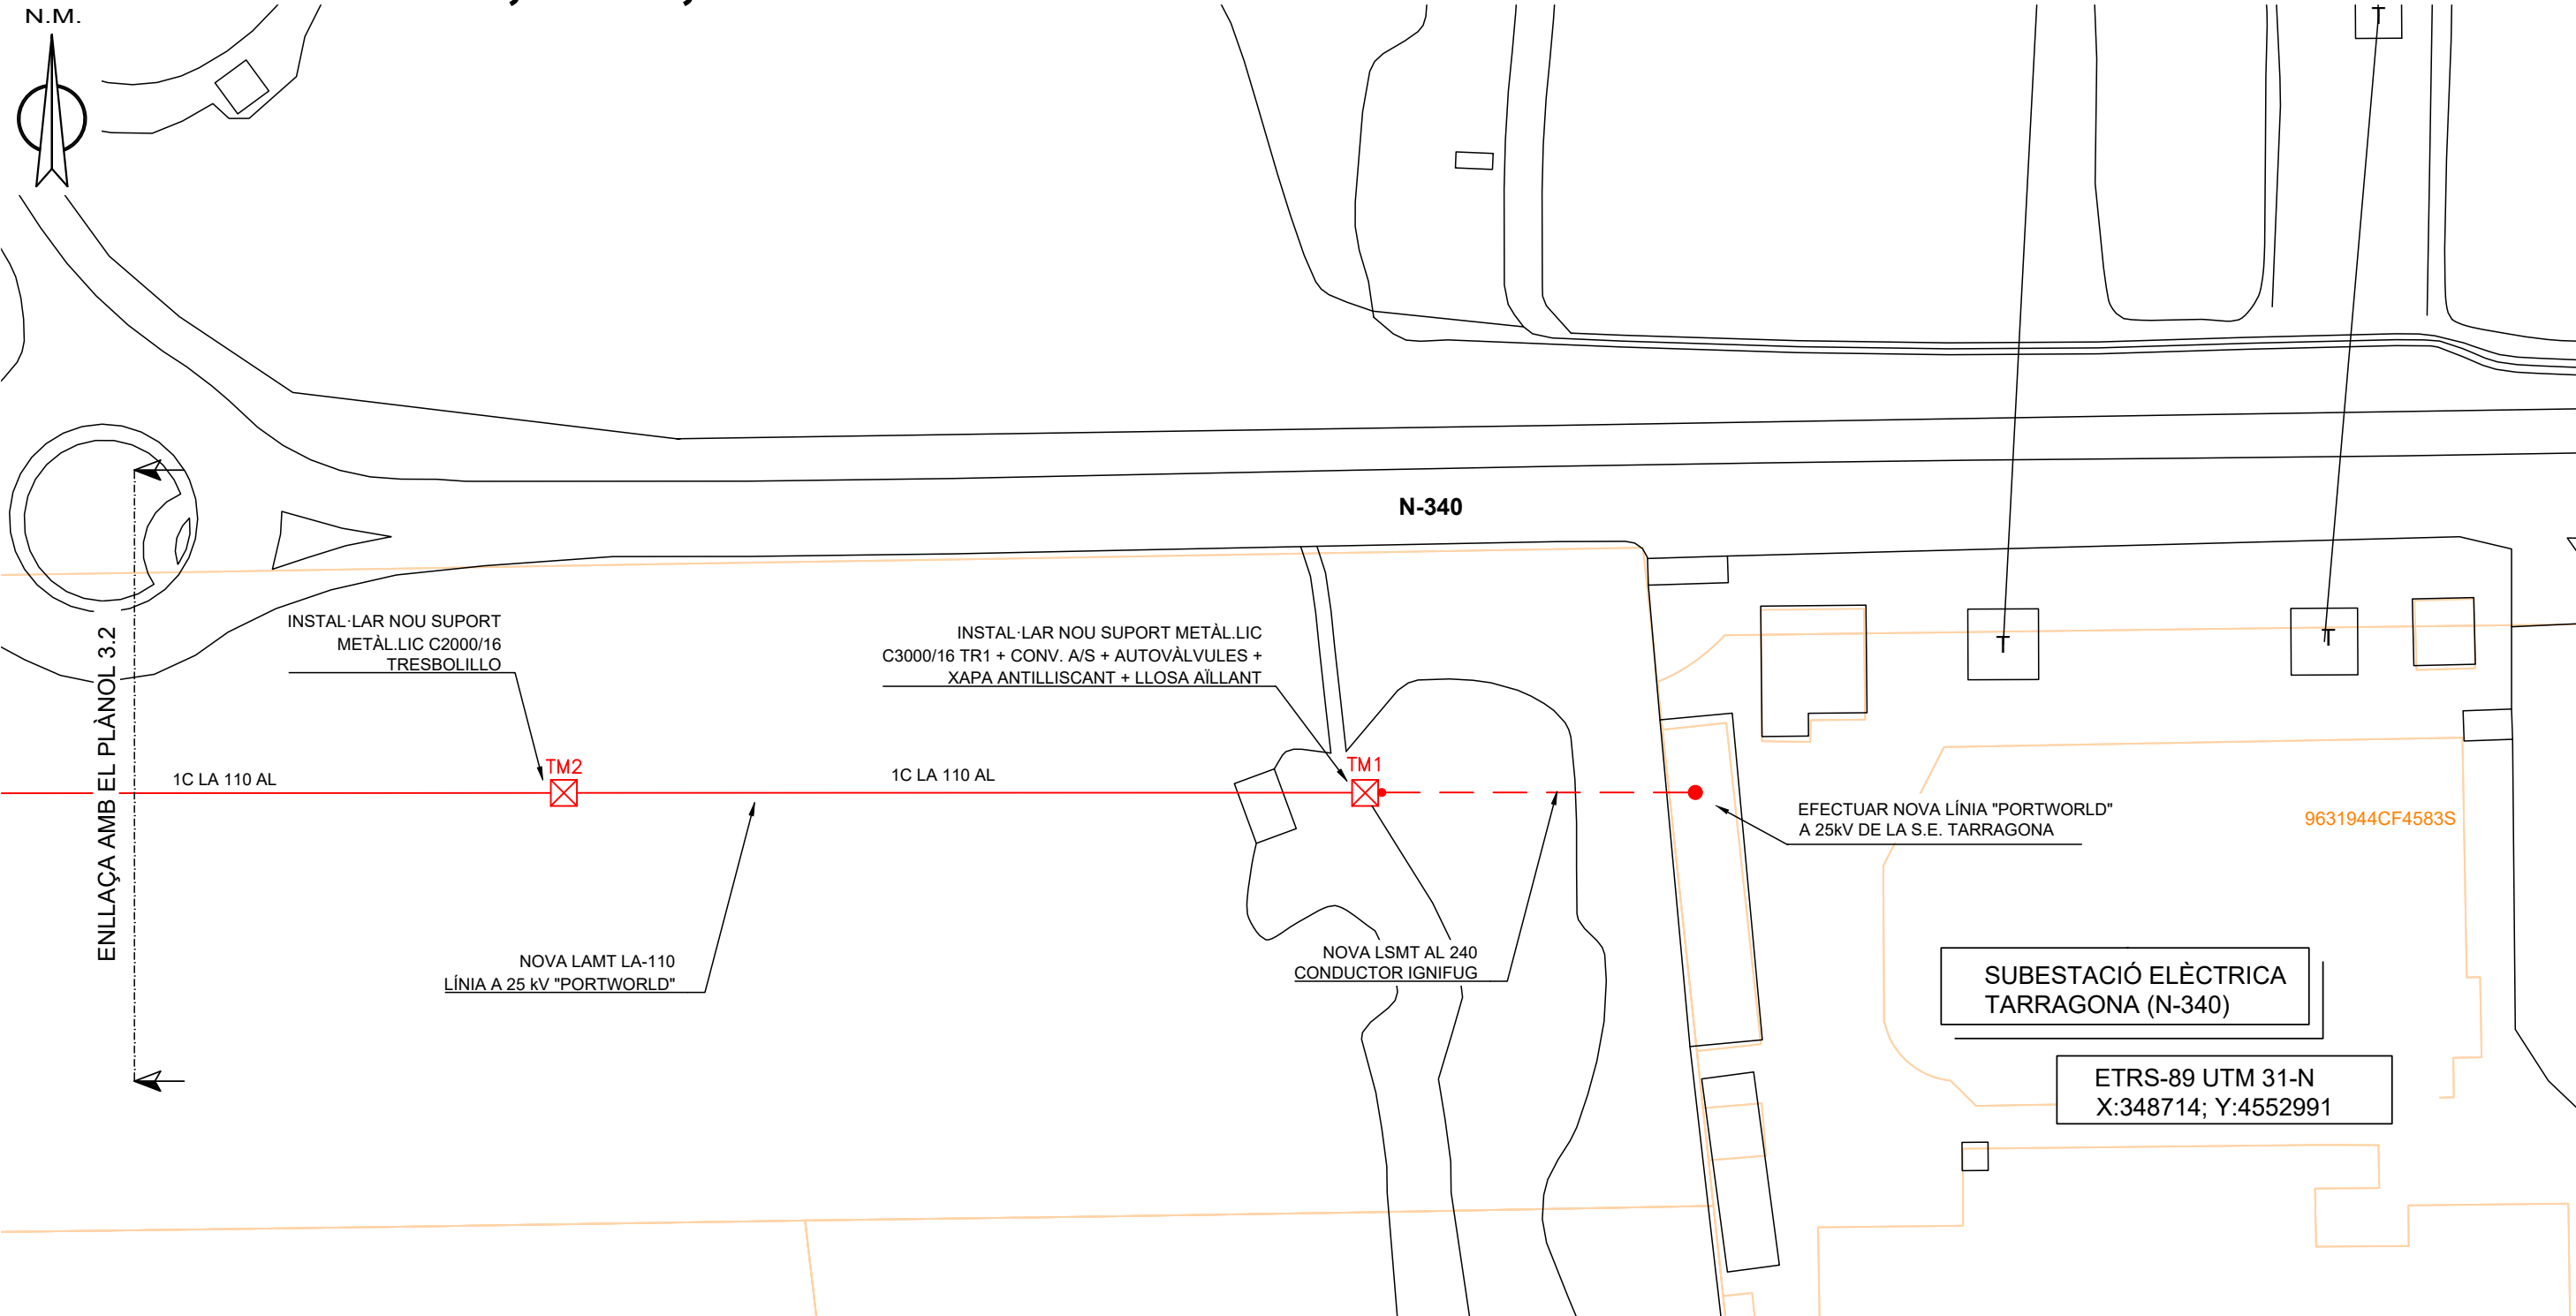 N.M.
T
N-340
INSTAL·LAR NOU SUPORT
METÀL.LIC C2000/16
TRESBOLILLO
INSTAL·LAR NOU SUPORT METÀL.LIC
C3000/16 TR1 + CONV. A/S + AUTOVÀLVULES +
XAPA ANTILLISCANT + LLOSA AÏLLANT
T
T
ENLLAÇA AMB EL PLÀNOL 3.2
1C LA 110 AL
TM2
1C LA 110 AL
TM1
EFECTUAR NOVA LÍNIA "PORTWORLD"
A 25kV DE LA S.E. TARRAGONA
9631944CF4583S
NOVA LAMT LA-110
LÍNIA A 25 kV "PORTWORLD"
NOVA LSMT AL 240
CONDUCTOR IGNIFUG
SUBESTACIÓ ELÈCTRICA
TARRAGONA (N-340)
ETRS-89 UTM 31-N
X:348714; Y:4552991